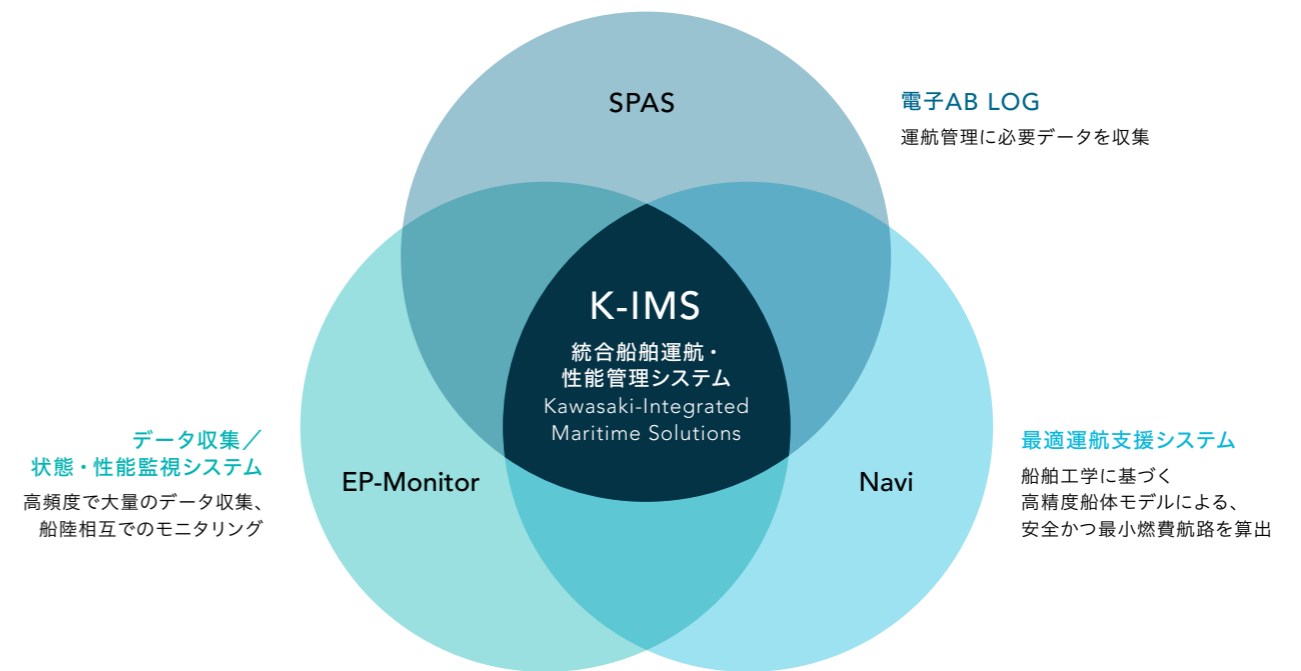 SPAS
電子AB LOG
運航管理に必要データを収集
K-IMS
統合船舶運航・
性能管理システム
Kawasaki-Integrated
Maritime Solutions
データ収集／
状態・性能監視システム
高頻度で大量のデータ収集、
船陸相互でのモニタリング
EP-Monitor
Navi
最適運航支援システム
船舶工学に基づく
高精度船体モデルによる、
安全かつ最小燃費航路を算出